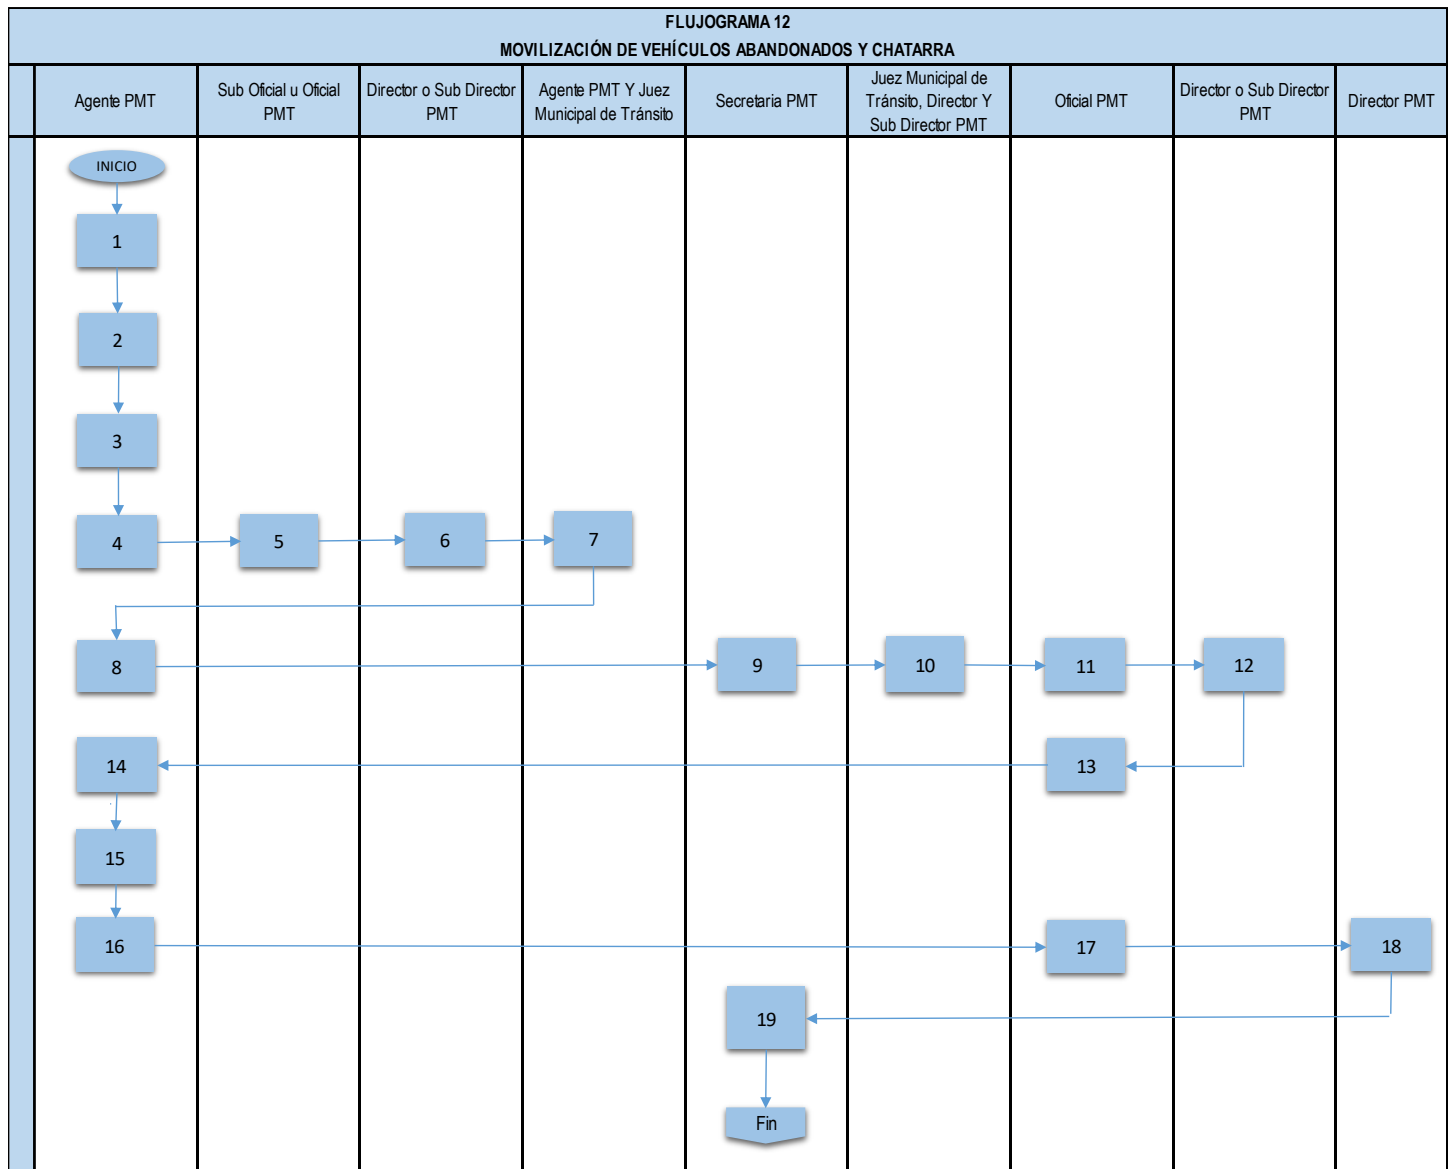 FLUJOGRAMA 12
MOVILIZACIÓN DE VEHÍCULOS ABANDONADOS Y CHATARRA
Agente PMT
Sub Oficial u Oficial
PMT
Director o Sub Director
PMT
Agente PMT Y Juez
Municipal de Tránsito
Secretaria PMT
Juez Municipal de
Tránsito, Director Y
Sub Director PMT
Oficial PMT
Director o Sub Director
PMT
Director PMT
INICIO
1
2
3
4
5
6
7
8
9
10
11
12
14
13
15
16
17
18
19
Fin